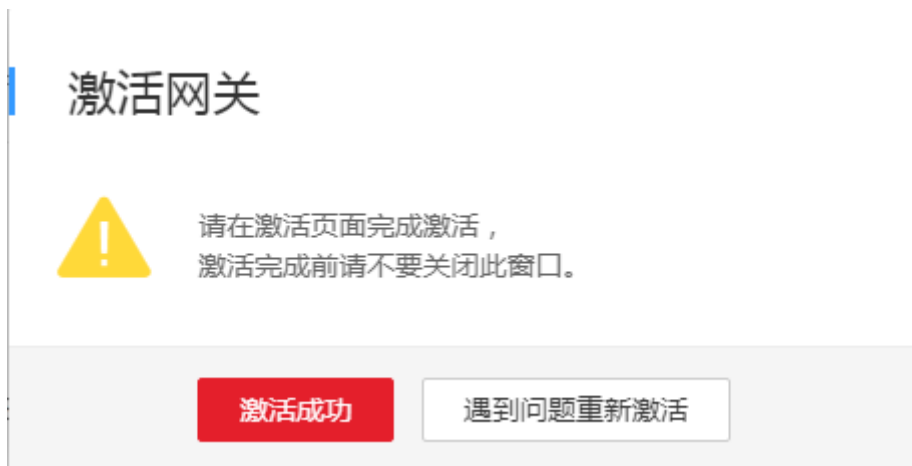 激活网关
请在激活页面完成激活，
激活完成前请不要关闭此窗口。
激活成功
遇到问题重新激活